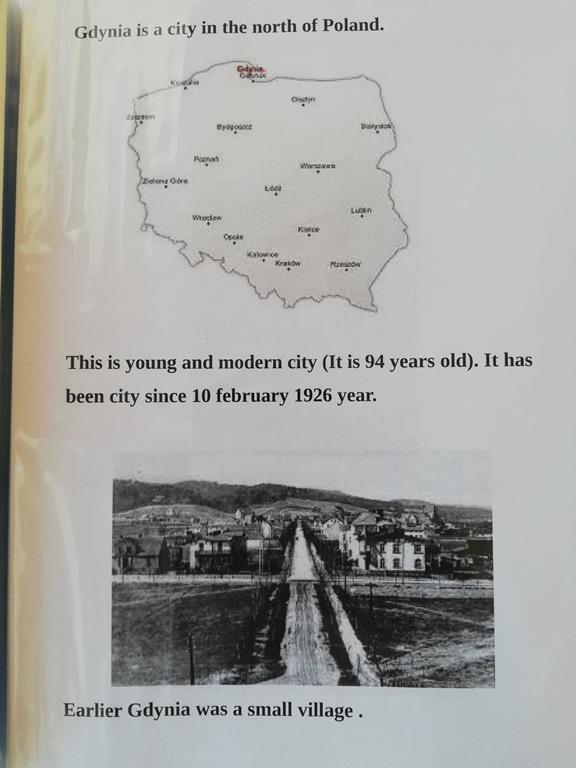 Gdynia is a city in the north of Poland.
Gdynia
Gdańsk
Koszalin
Olsztyn
Szczecin
Bydgoszcz
Białystok
Poznań
Warszawa
Zielona Góra
Łódź
Lublin
Wrocław
Kielce
Opole
Katowice
Kraków
Rzeszów
This is young and modern city (It is 94 years old). It has
been city since 10 february 1926 year.
Earlier Gdynia was a small village .